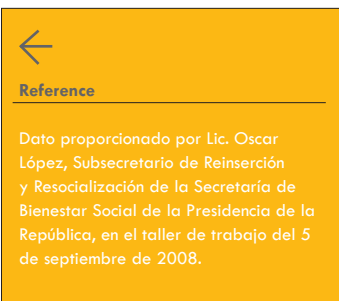 Reference
Dato proporcionado por Lic. Oscar
López, Subsecretario de Reinserción
y Resocialización de la Secretaría de
Bienestar Social de la Presidencia de la
República, en el taller de trabajo del 5
de septiembre de 2008.